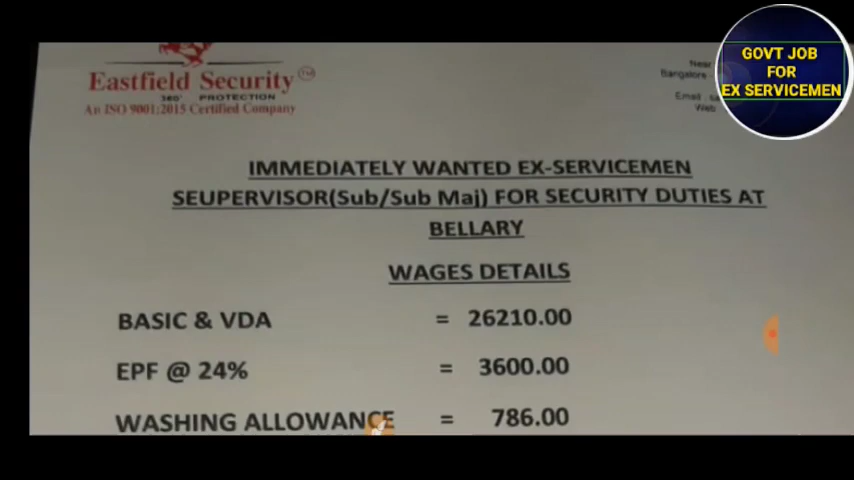 GOVT JOB
FOR
EX SERVICEMEN
Eastfield Security TM
360° PROTECTION
An ISO 9001:2015 Certified Company
Near
Bangalore -
Email
Web
IMMEDIATELY WANTED EX-SERVICEMEN
SEUPERVISOR(Sub/Sub Maj) FOR SECURITY DUTIES AT
BELLARY
WAGES DETAILS
BASIC & VDA = 26210.00
EPF @ 24% = 3600.00
WASHING ALLOWANCE = 786.00